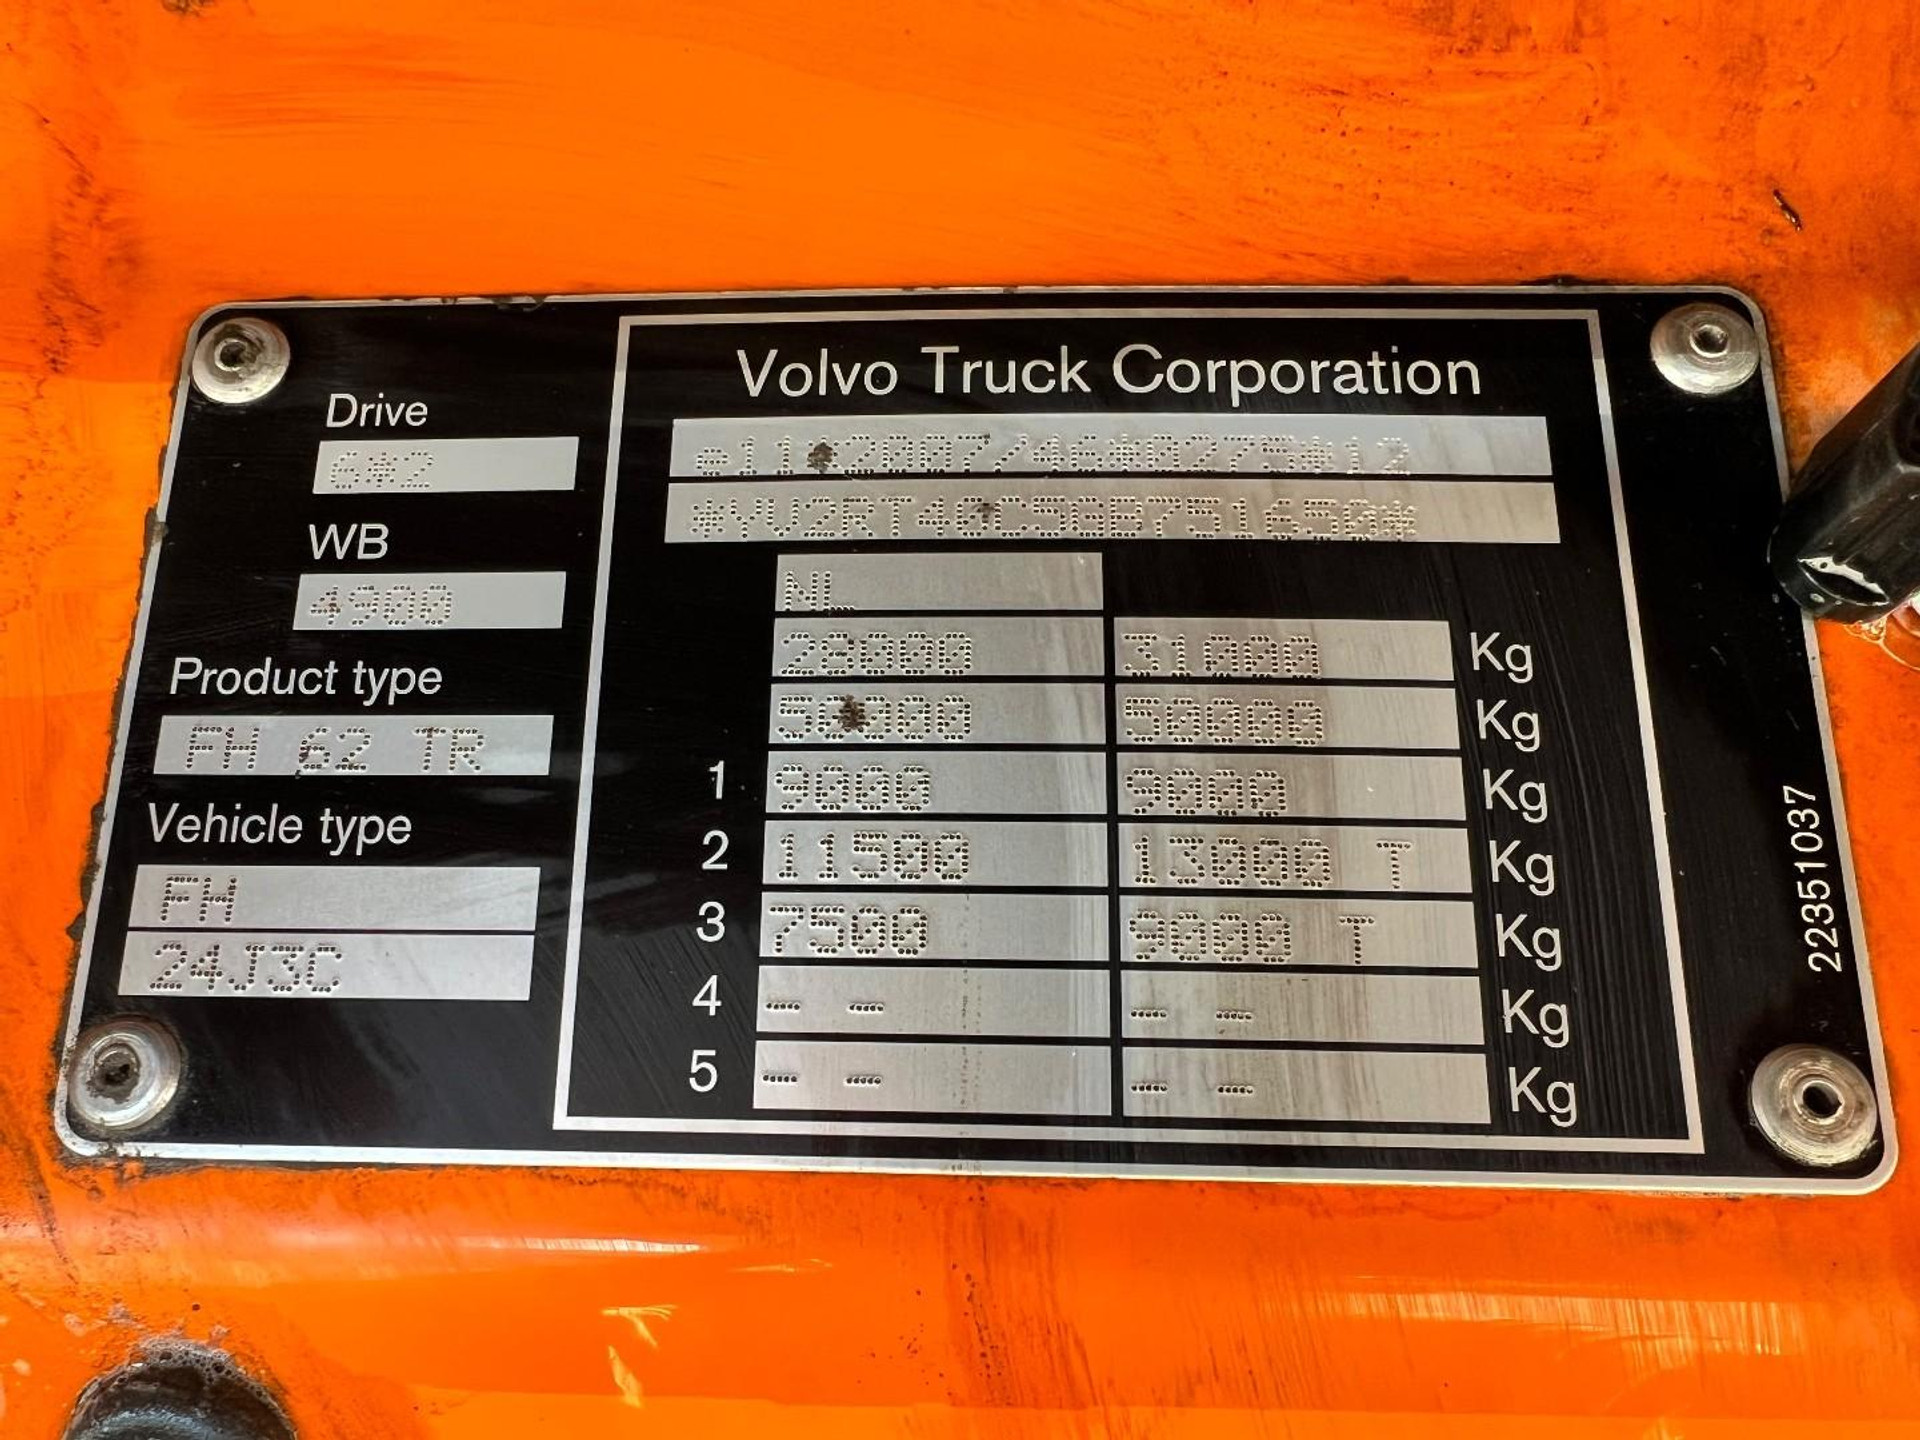 Drive
6*2
WB
4900
Product type
FH 62 TR
Vehicle type
FH
24J3C
Volvo Truck Corporation
e11*2007/46*0275*12
*YV2RT40C5GB751650*
NL
28000 31000 Kg
50000 50000 Kg
1 9000 9000 Kg
2 11500 13000 T Kg
3 7500 9000 T Kg
4 - - - - Kg
5 - - - - Kg
22351037